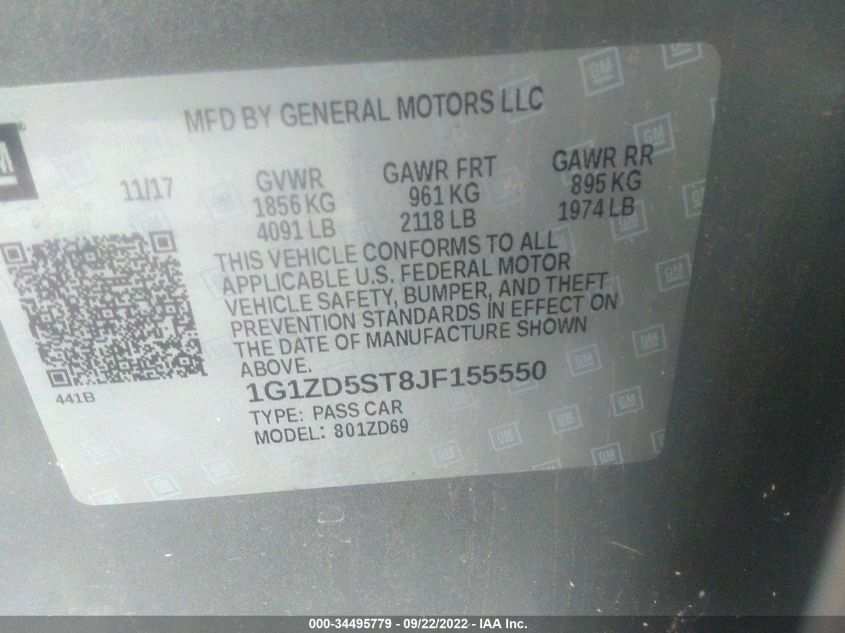 MFD BY GENERAL MOTORS LLC
11/17 GVWR GAWR FRT GAWR RR
1856 KG 961 KG 895 KG
4091 LB 2118 LB 1974 LB
THIS VEHICLE CONFORMS TO ALL
APPLICABLE U.S. FEDERAL MOTOR
VEHICLE SAFETY, BUMPER, AND THEFT
PREVENTION STANDARDS IN EFFECT ON
THE DATE OF MANUFACTURE SHOWN
ABOVE.
441B
1G1ZD5ST8JF155550
TYPE: PASS CAR
MODEL: 801ZD69
GM
000-34495779 - 09/22/2022 - IAA Inc.